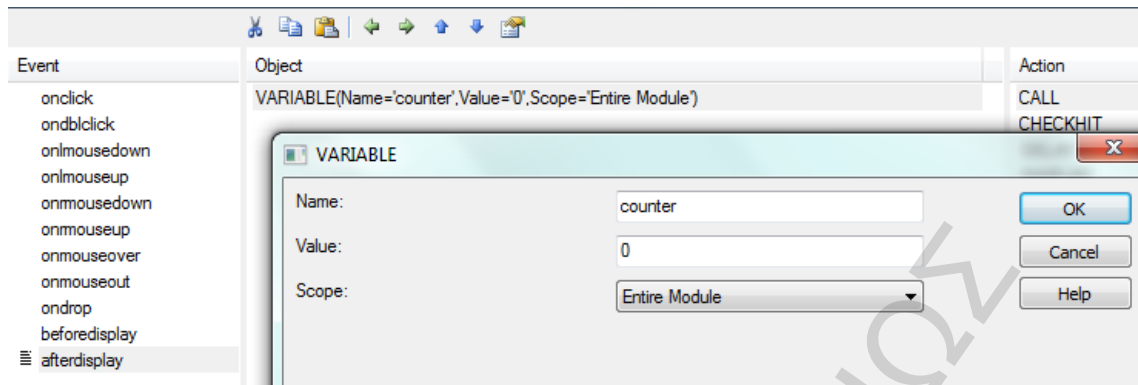 Event Object Action
onclick VARIABLE(Name='counter',Value='0',Scope='Entire Module') CALL
ondblclick CHECKHIT
onlmousedown
onlmouseup
onrmousedown
onrmouseup
onmouseover
onmouseout
ondrop
beforedisplay
afterdisplay
VARIABLE
Name: counter OK
Value: 0 Cancel
Scope: Entire Module Help
ΙΩΣ